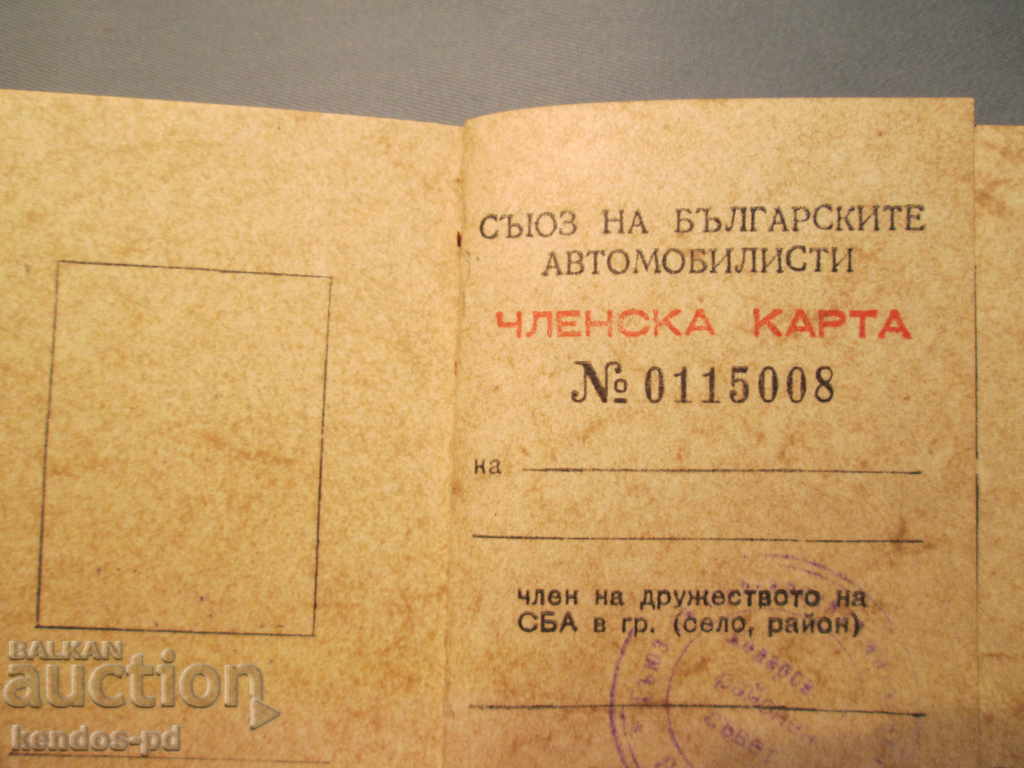 СЪЮЗ НА БЪЛГАРСКИТЕ
АВТОМОБИЛИСТИ
ЧЛЕНСКА КАРТА
№ 0115008
на
член на дружеството на
СБА в гр. (село, район)
СЪЮЗ
BALKAN
auction
kendos-pd